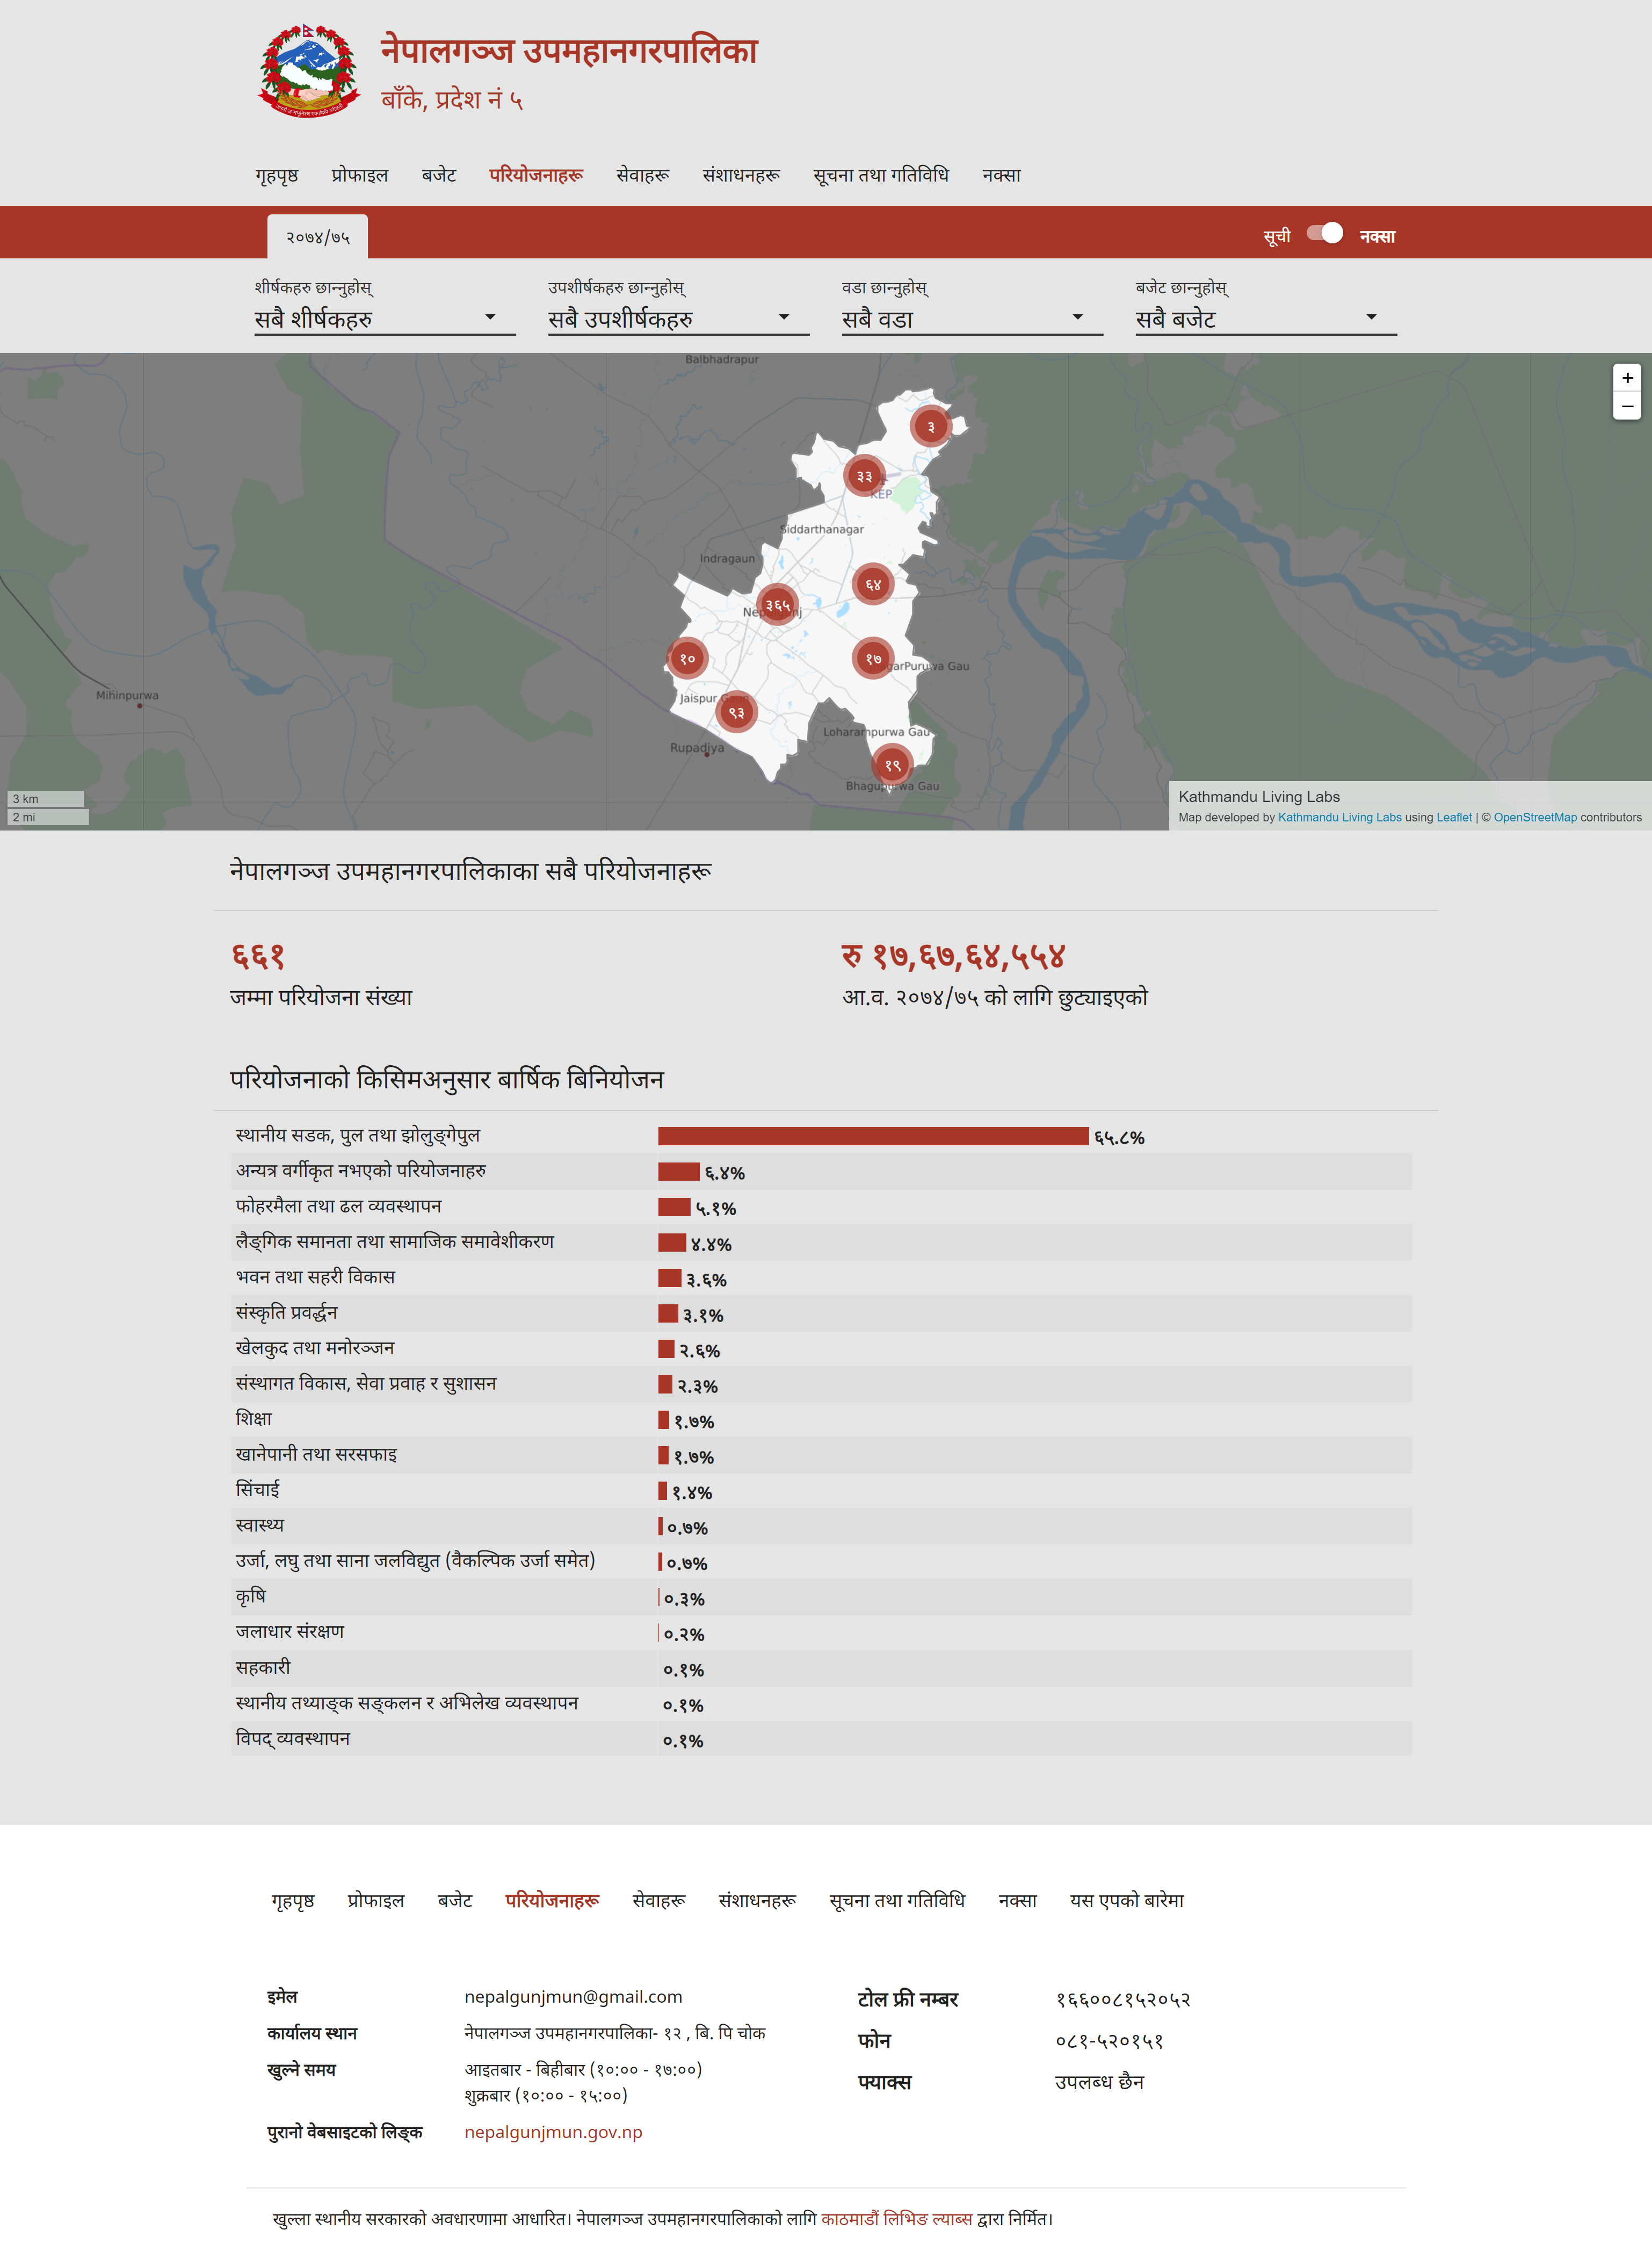 नेपालगञ्ज उपमहानगरपालिका
बाँके, प्रदेश नं ५
गृहपृष्ठ प्रोफाइल बजेट परियोजनाहरू सेवाहरू संशाधनहरू सूचना तथा गतिविधि नक्सा
२०७४/७५ सूची नक्सा
शीर्षकहरु छान्नुहोस् उपशीर्षकहरु छान्नुहोस् वडा छान्नुहोस् बजेट छान्नुहोस्
सबै शीर्षकहरु सबै उपशीर्षकहरु सबै वडा सबै बजेट
Balbhadrapur
+
−
३
३३
KEP
Siddarthanagar
Indragaun
६४
३६५
१०
१७
Mihinpurwa
Jaispur
९३
Loharampurwa Gau
Rupadiya
१९
3 km
2 mi
Kathmandu Living Labs
Map developed by Kathmandu Living Labs using Leaflet | © OpenStreetMap contributors
नेपालगञ्ज उपमहानगरपालिकाका सबै परियोजनाहरू
६६१
जम्मा परियोजना संख्या
रु १७,६७,६४,५५४
आ.व. २०७४/७५ को लागि छुट्याइएको
परियोजनाको किसिमअनुसार बार्षिक बिनियोजन
स्थानीय सडक, पुल तथा झोलुङ्गेपुल ६५.८%
अन्यत्र वर्गीकृत नभएको परियोजनाहरु ६.४%
फोहरमैला तथा ढल व्यवस्थापन ५.१%
लैङ्गिक समानता तथा सामाजिक समावेशीकरण ४.४%
भवन तथा सहरी विकास ३.६%
संस्कृति प्रवर्द्धन ३.१%
खेलकुद तथा मनोरञ्जन २.६%
संस्थागत विकास, सेवा प्रवाह र सुशासन २.३%
शिक्षा १.७%
खानेपानी तथा सरसफाइ १.७%
सिंचाई १.४%
स्वास्थ्य ०.७%
उर्जा, लघु तथा साना जलविद्युत (वैकल्पिक उर्जा समेत) ०.७%
कृषि ०.३%
जलाधार संरक्षण ०.२%
सहकारी ०.१%
स्थानीय तथ्याङ्क सङ्कलन र अभिलेख व्यवस्थापन ०.१%
विपद् व्यवस्थापन ०.१%
गृहपृष्ठ प्रोफाइल बजेट परियोजनाहरू सेवाहरू संशाधनहरू सूचना तथा गतिविधि नक्सा यस एपको बारेमा
इमेल nepalgunjmun@gmail.com
कार्यालय स्थान नेपालगञ्ज उपमहानगरपालिका- १२ , बि. पि चोक
खुल्ने समय आइतबार - बिहीबार (१०:०० - १७:००)
शुक्रबार (१०:०० - १५:००)
पुरानो वेबसाइटको लिङ्क nepalgunjmun.gov.np
टोल फ्री नम्बर १६६००८१५२०५२
फोन ०८१-५२०१५१
फ्याक्स उपलब्ध छैन
खुल्ला स्थानीय सरकारको अवधारणामा आधारित। नेपालगञ्ज उपमहानगरपालिकाको लागि काठमाडौं लिभिङ ल्याब्स द्वारा निर्मित।